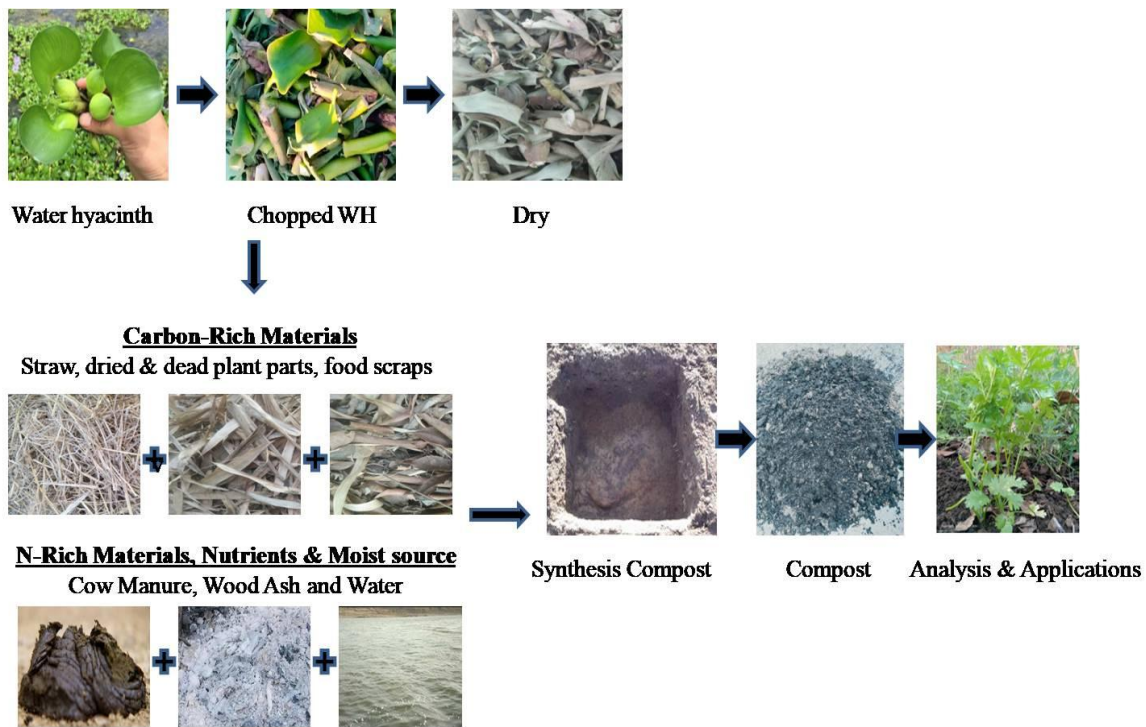 Water hyacinth
Chopped WH
Dry
Carbon-Rich Materials
Straw, dried & dead plant parts, food scraps
N-Rich Materials, Nutrients & Moist source
Cow Manure, Wood Ash and Water
Synthesis Compost
Compost
Analysis & Applications